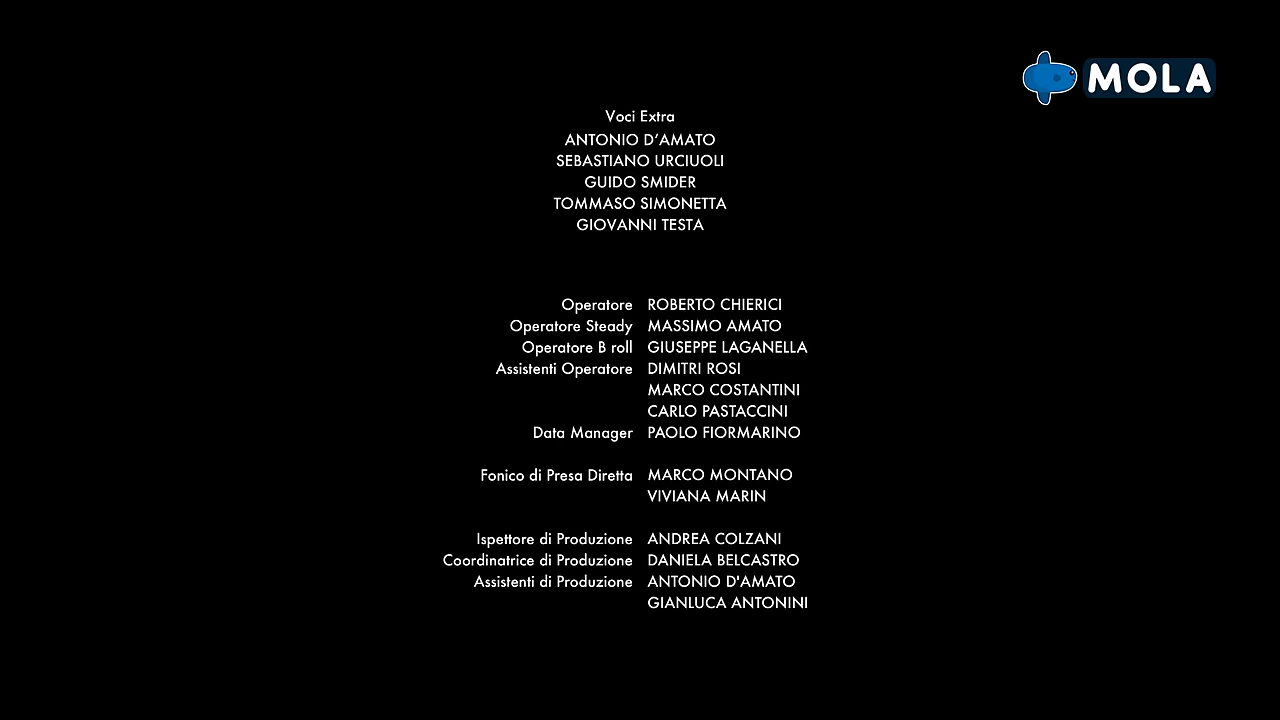 MOLA
Voci Extra
ANTONIO D’AMATO
SEBASTIANO URCIUOLI
GUIDO SMIDER
TOMMASO SIMONETTA
GIOVANNI TESTA
Operatore ROBERTO CHIERICI
Operatore Steady MASSIMO AMATO
Operatore B roll GIUSEPPE LAGANELLA
Assistenti Operatore DIMITRI ROSI
MARCO COSTANTINI
CARLO PASTACCINI
Data Manager PAOLO FIORMARINO
Fonico di Presa Diretta MARCO MONTANO
VIVIANA MARIN
Ispettore di Produzione ANDREA COLZANI
Coordinatrice di Produzione DANIELA BELCASTRO
Assistenti di Produzione ANTONIO D'AMATO
GIANLUCA ANTONINI